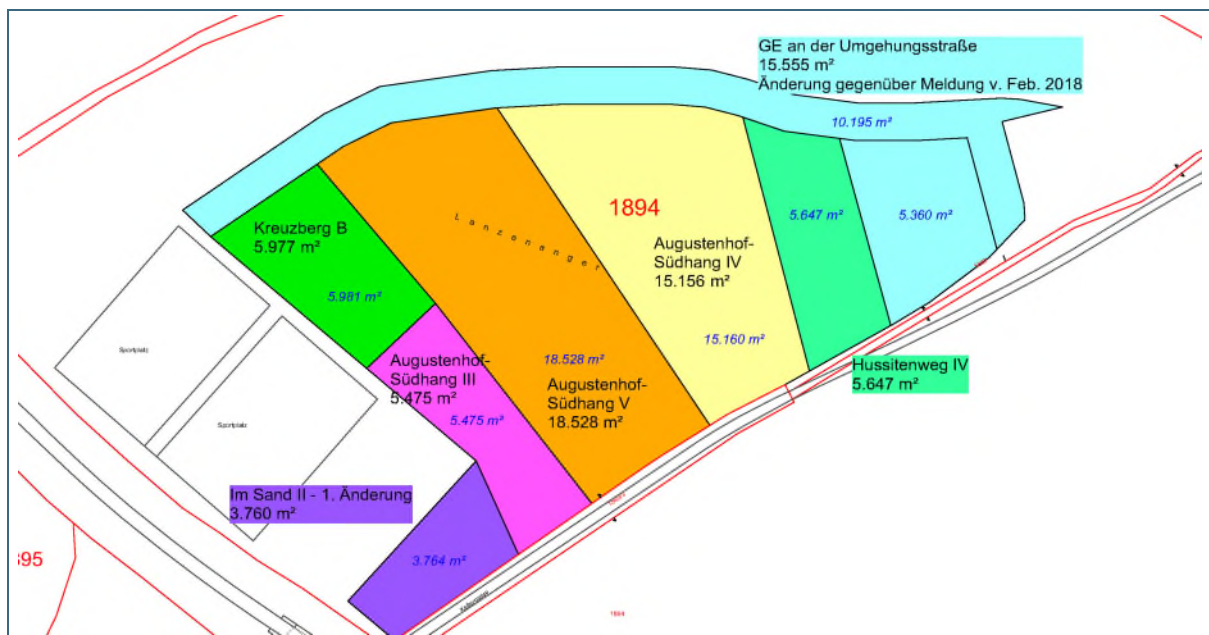 GE an der Umgehungsstraße
15.555 m²
Änderung gegenüber Meldung v. Feb. 2018
10.195 m²
1894
Kreuzberg B
5.977 m²
5.981 m²
Lanzenanger
5.647 m²
5.360 m²
Augustenhof-
Südhang IV
15.156 m²
15.160 m²
Augustenhof-
Südhang III
5.475 m²
5.475 m²
18.528 m²
Augustenhof-
Südhang V
18.528 m²
Hussitenweg IV
5.647 m²
Sportplatz
Sportplatz
Im Sand II - 1. Änderung
3.760 m²
3.764 m²
395
1894